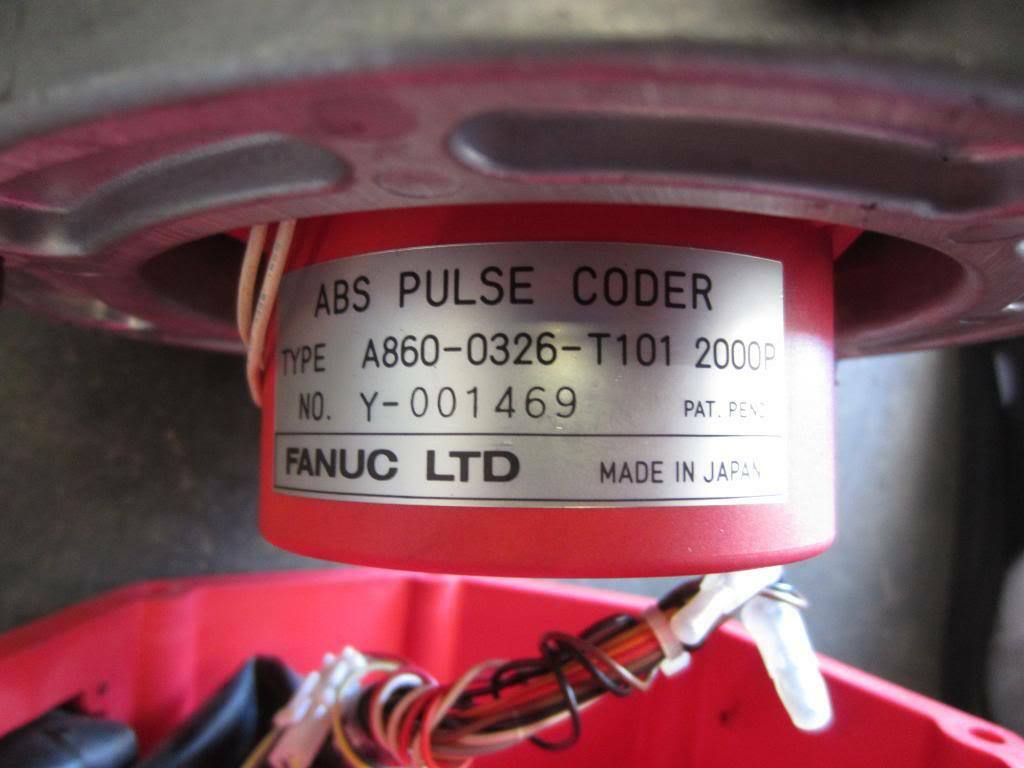 ABS PULSE CODER
TYPE A860-0326-T101 2000P
NO. Y-001469 PAT. PEND
FANUC LTD MADE IN JAPAN